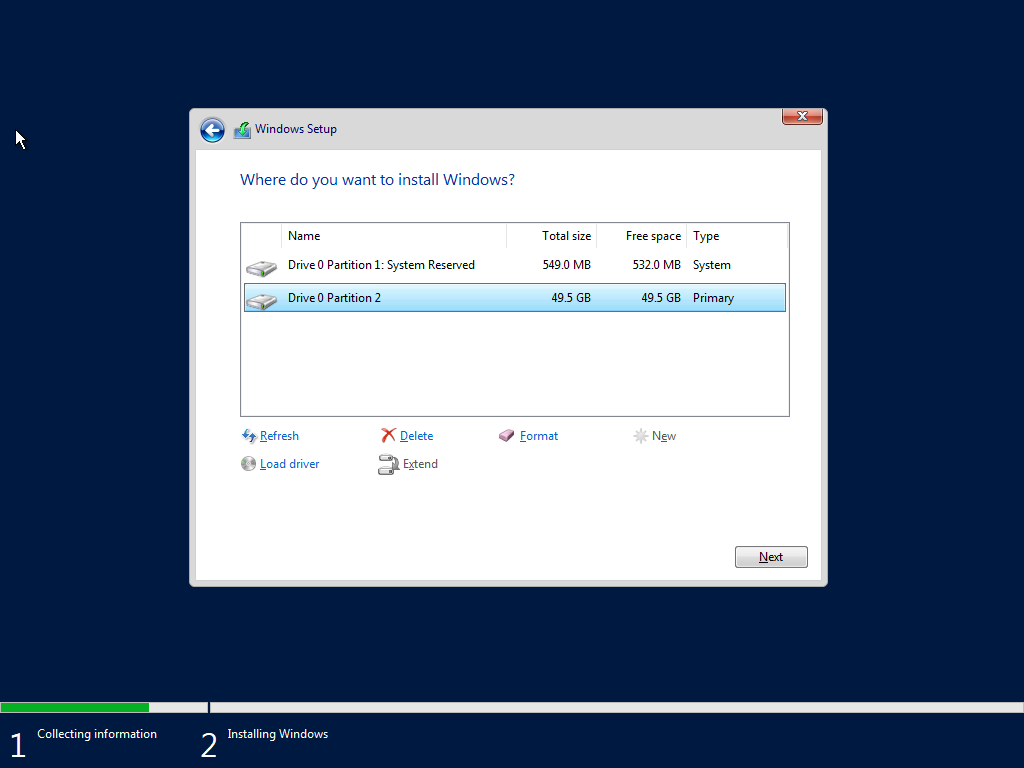 Windows Setup
Where do you want to install Windows?
Name Total size Free space Type
Drive 0 Partition 1: System Reserved 549.0 MB 532.0 MB System
Drive 0 Partition 2 49.5 GB 49.5 GB Primary
Refresh Delete Format New
Load driver Extend
Next
1 Collecting information 2 Installing Windows